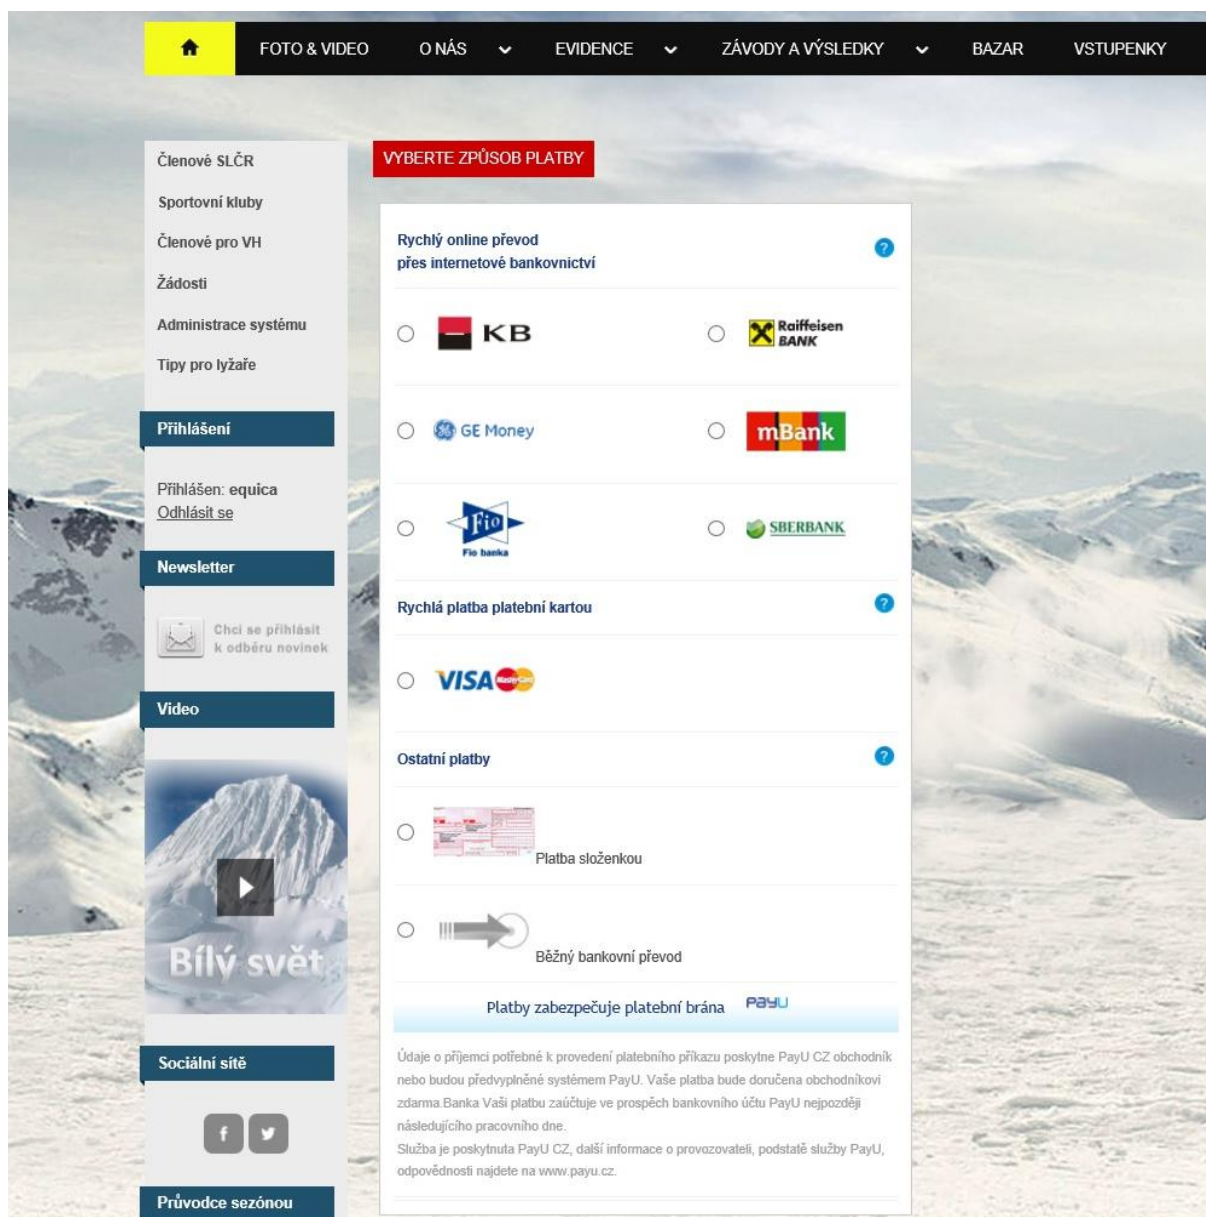 FOTO & VIDEO O NÁS EVIDENCE ZÁVODY A VÝSLEDKY BAZAR VSTUPENKY
Členové SLČR
Sportovní kluby
Členové pro VH
Žádosti
Administrace systému
Tipy pro lyžaře
Přihlášení
Přihlášen: equica
Odhlásit se
Newsletter
Chci se přihlásit
k odběru novinek
Video
Bílý svět
Sociální sítě
Průvodce sezónou
VYBERTE ZPŮSOB PLATBY
Rychlý online převod
přes internetové bankovnictví
KB
Raiffeisen
BANK
GE Money
mBank
Fio
Fio banka
SBERBANK
Rychlá platba platební kartou
VISA MasterCard
Ostatní platby
Platba složenkou
Běžný bankovní převod
Platby zabezpečuje platební brána PayU
Údaje o příjemci potřebné k provedení platebního příkazu poskytne PayU CZ obchodník
nebo budou předvyplněné systémem PayU. Vaše platba bude doručena obchodníkovi
zdarma.Banka Vaši platbu zaúčtuje ve prospěch bankovního účtu PayU nejpozději
následujícího pracovního dne.
Služba je poskytnuta PayU CZ, další informace o provozovateli, podstatě služby PayU,
odpovědnosti najdete na www.payu.cz.